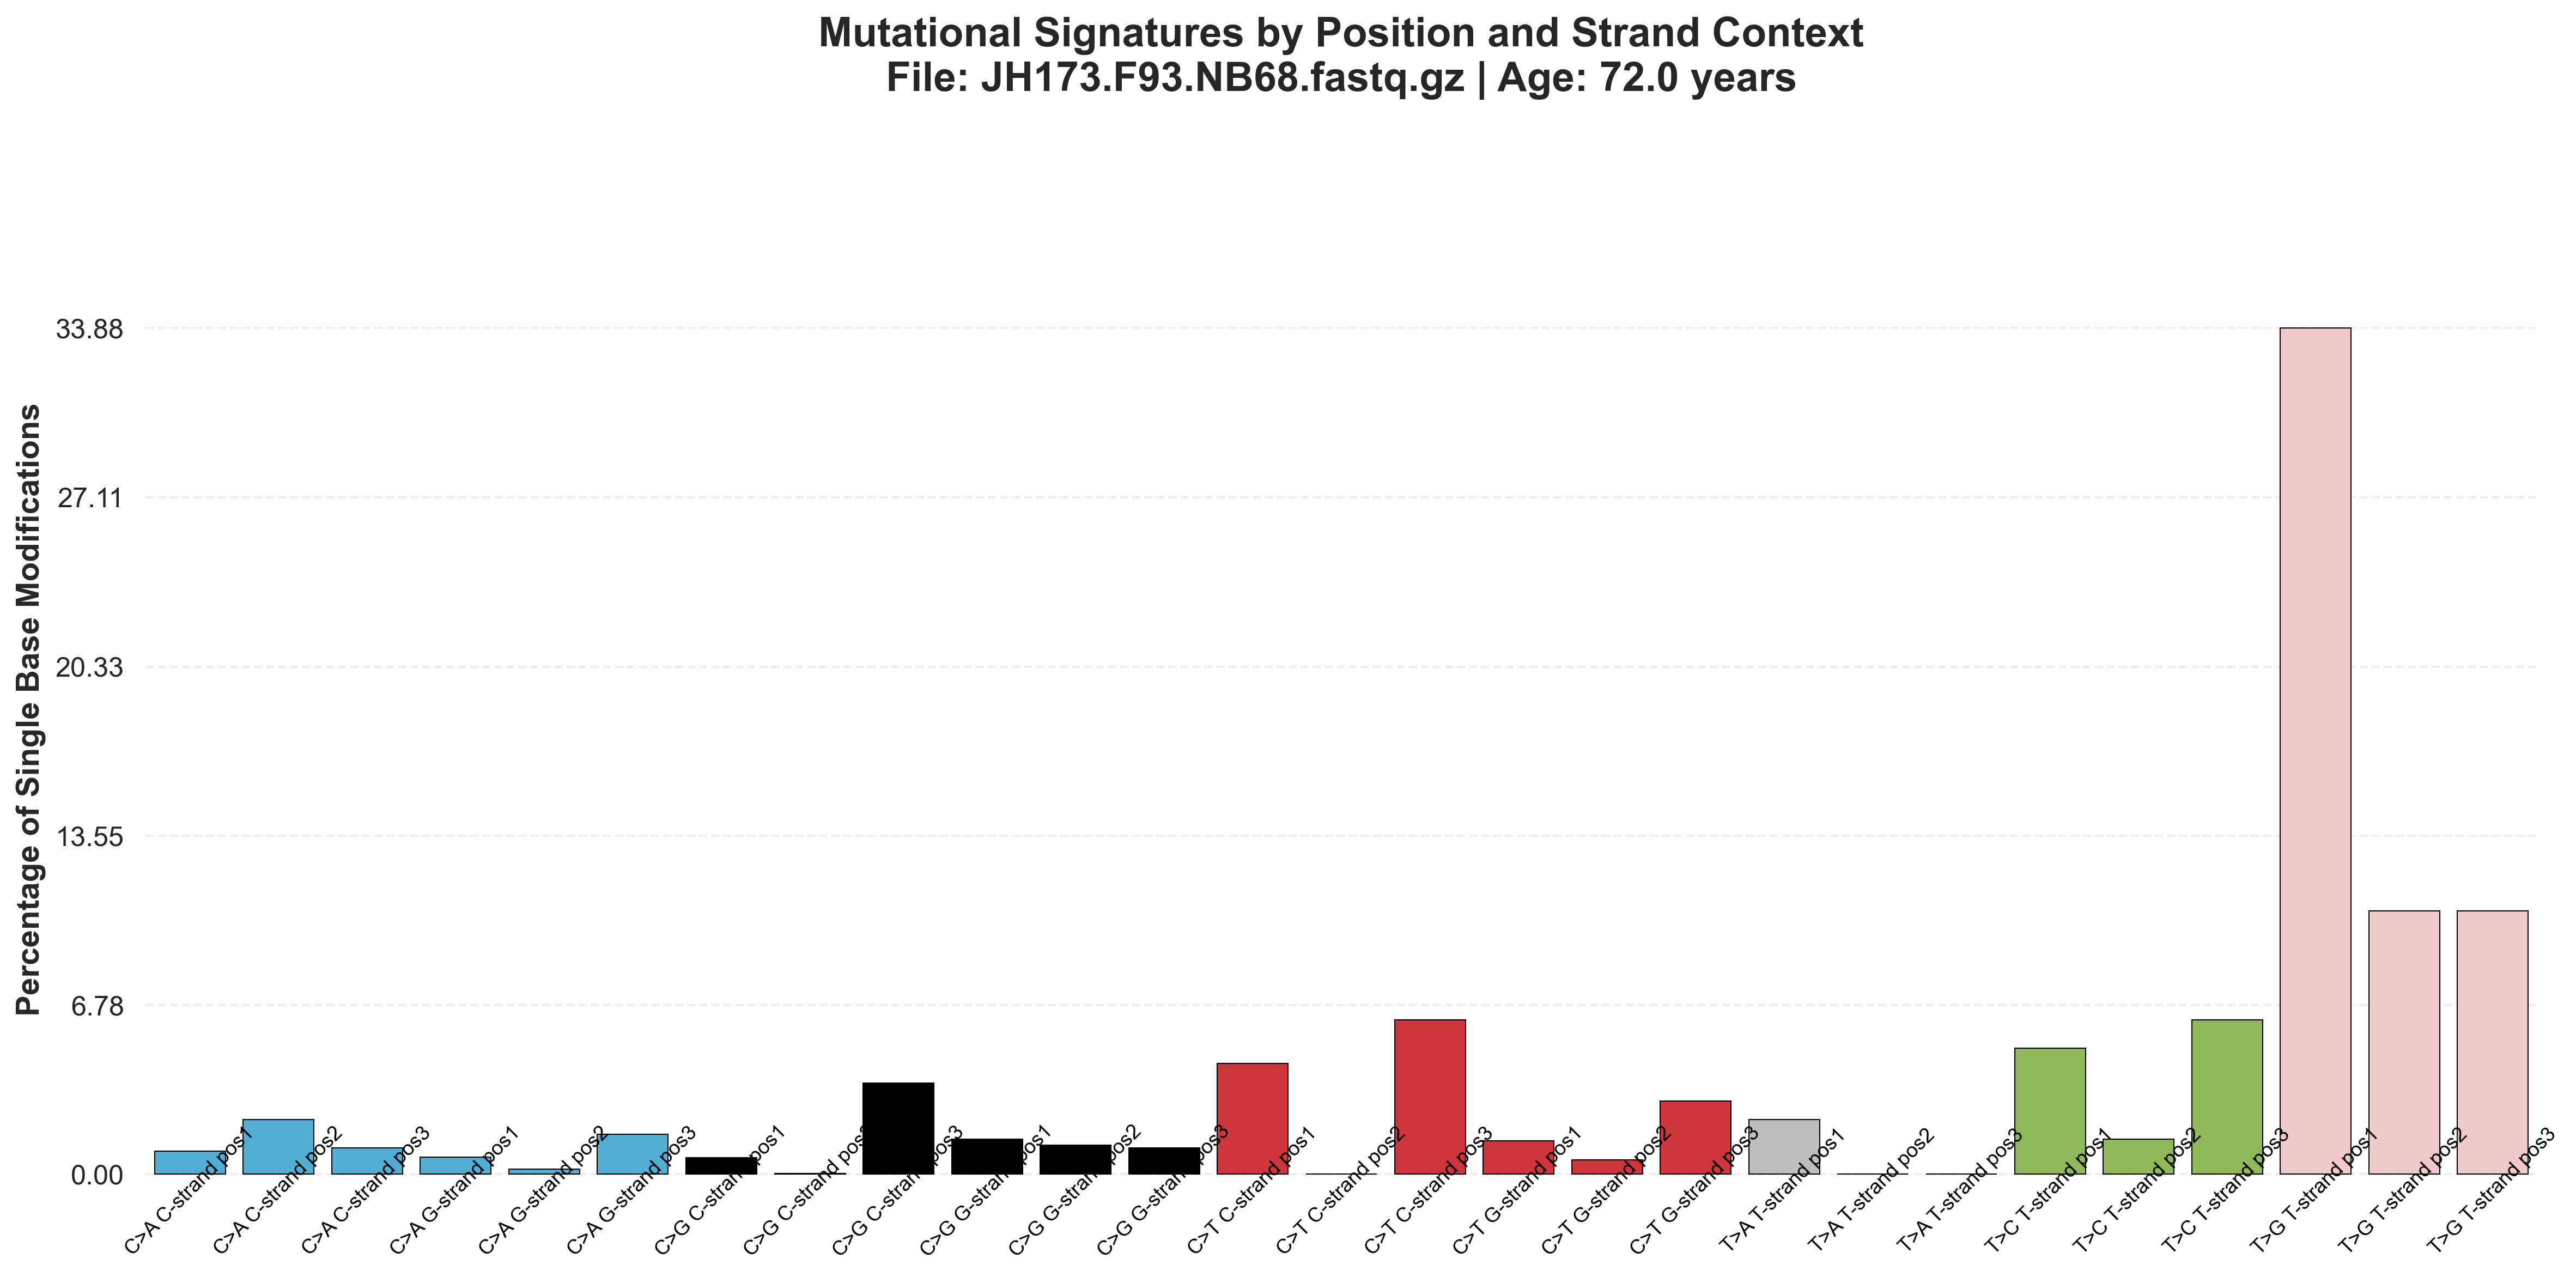 Mutational Signatures by Position and Strand Context
File: JH173.F93.NB68.fastq.gz | Age: 72.0 years
Percentage of Single Base Modifications
33.88
27.11
20.33
13.55
6.78
0.00
C>A C-strand pos1
C>A C-strand pos2
C>A C-strand pos3
C>A G-strand pos1
C>A G-strand pos2
C>A G-strand pos3
C>G C-strand pos1
C>G C-strand pos2
C>G C-strand pos3
C>G G-strand pos1
C>G G-strand pos2
C>G G-strand pos3
C>T C-strand pos1
C>T C-strand pos2
C>T C-strand pos3
C>T G-strand pos1
C>T G-strand pos2
C>T G-strand pos3
T>A T-strand pos1
T>A T-strand pos2
T>A T-strand pos3
T>C T-strand pos1
T>C T-strand pos2
T>C T-strand pos3
T>G T-strand pos1
T>G T-strand pos2
T>G T-strand pos3